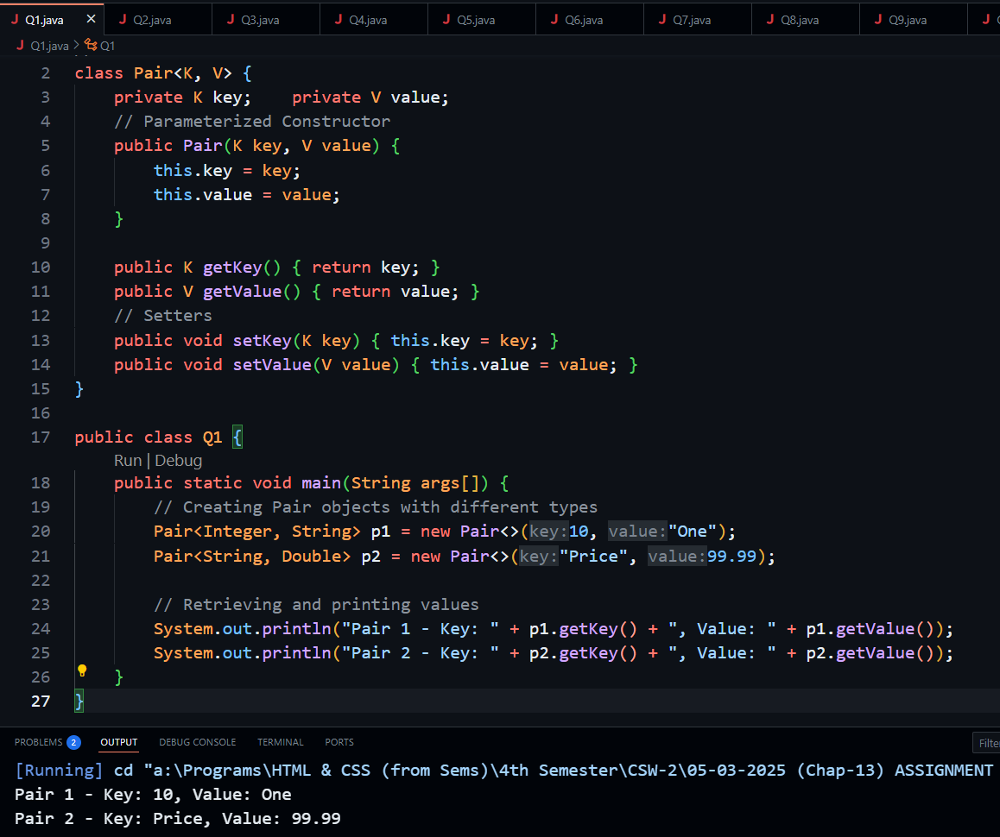 J Q1.java × J Q2.java J Q3.java J Q4.java J Q5.java J Q6.java J Q7.java J Q8.java J Q9.java J
J Q1.java > Q1
2 class Pair<K, V> {
3     private K key;    private V value;
4     // Parameterized Constructor
5     public Pair(K key, V value) {
6         this.key = key;
7         this.value = value;
8     }
9
10     public K getKey() { return key; }
11     public V getValue() { return value; }
12     // Setters
13     public void setKey(K key) { this.key = key; }
14     public void setValue(V value) { this.value = value; }
15 }
16
17 public class Q1 {
Run | Debug
18     public static void main(String args[]) {
19         // Creating Pair objects with different types
20         Pair<Integer, String> p1 = new Pair<>(key:10, value:"One");
21         Pair<String, Double> p2 = new Pair<>(key:"Price", value:99.99);
22
23         // Retrieving and printing values
24         System.out.println("Pair 1 - Key: " + p1.getKey() + ", Value: " + p1.getValue());
25         System.out.println("Pair 2 - Key: " + p2.getKey() + ", Value: " + p2.getValue());
26     }
27 }
PROBLEMS 2 OUTPUT DEBUG CONSOLE TERMINAL PORTS Filte
[Running] cd "a:\Programs\HTML & CSS (from Sems)\4th Semester\CSW-2\05-03-2025 (Chap-13) ASSIGNMENT
Pair 1 - Key: 10, Value: One
Pair 2 - Key: Price, Value: 99.99